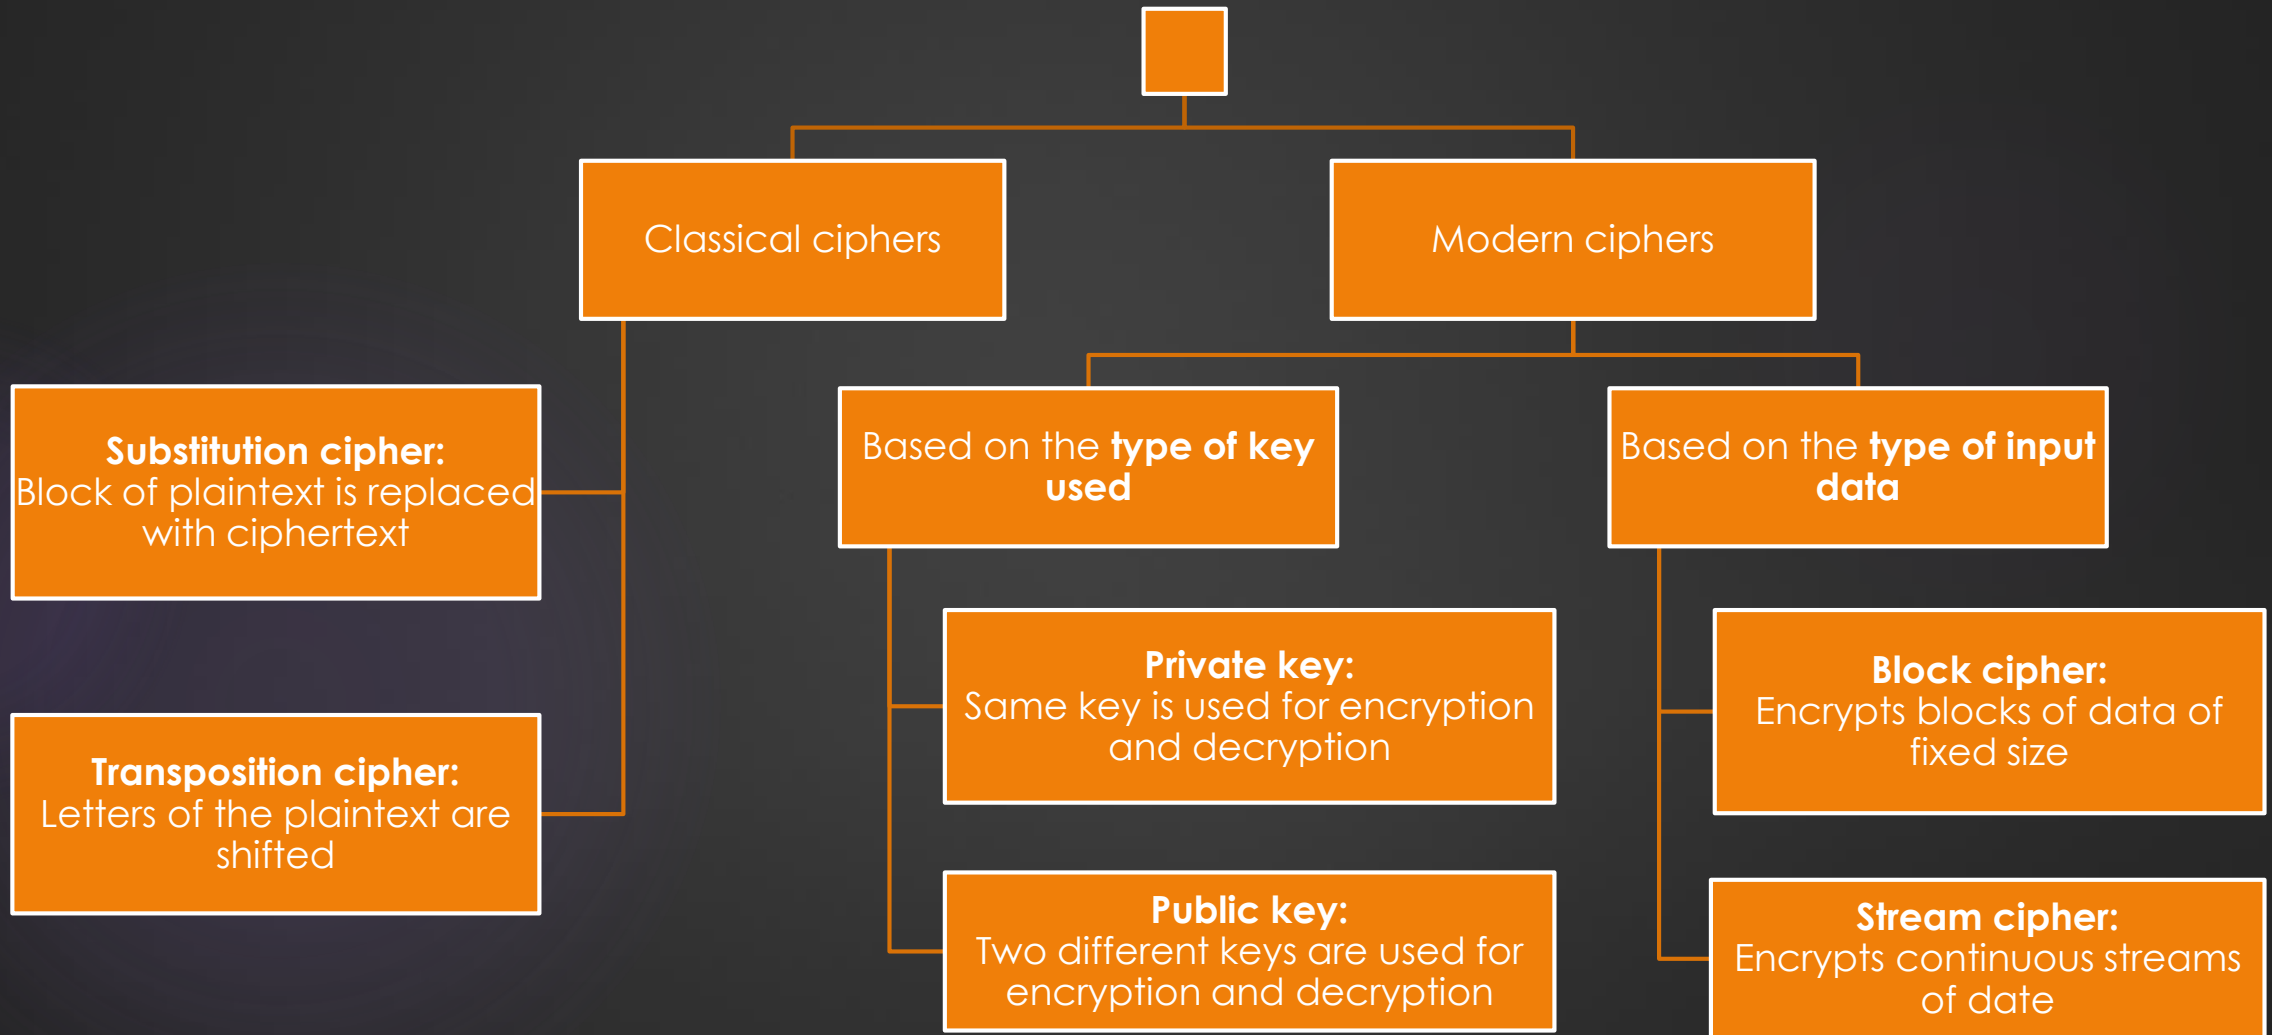 Classical ciphers
Modern ciphers
Substitution cipher:
Block of plaintext is replaced
with ciphertext
Transposition cipher:
Letters of the plaintext are
shifted
Based on the type of key
used
Private key:
Same key is used for encryption
and decryption
Public key:
Two different keys are used for
encryption and decryption
Based on the type of input
data
Block cipher:
Encrypts blocks of data of
fixed size
Stream cipher:
Encrypts continuous streams
of date